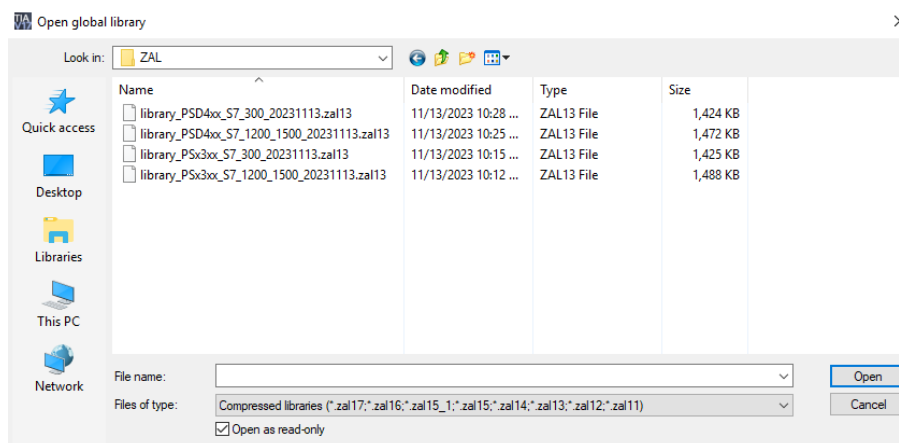 Open global library
Look in: ZAL
Name Date modified Type Size
library_PSD4xx_S7_300_20231113.zal13 11/13/2023 10:28 ... ZAL13 File 1,424 KB
library_PSD4xx_S7_1200_1500_20231113.zal13 11/13/2023 10:25 ... ZAL13 File 1,472 KB
library_PSx3xx_S7_300_20231113.zal13 11/13/2023 10:15 ... ZAL13 File 1,425 KB
library_PSx3xx_S7_1200_1500_20231113.zal13 11/13/2023 10:12 ... ZAL13 File 1,488 KB
Quick access
Desktop
Libraries
This PC
Network
File name: Open
Files of type: Compressed libraries (*.zal17;*.zal16;*.zal15_1;*.zal15;*.zal14;*.zal13;*.zal12;*.zal11) Cancel
Open as read-only